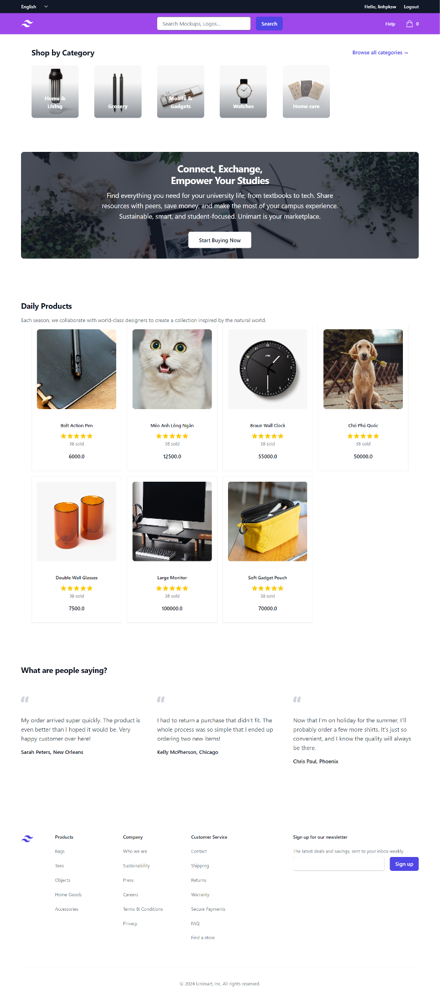 English
Hello, linhpksw
Logout
Search Mockups, Logos...
Search
Help
0
Shop by Category
Browse all categories →
Home &
Living
Grocery
Mobile &
Gadgets
Watches
Home care
Connect, Exchange,
Empower Your Studies
Find everything you need for your university life, from textbooks to tech. Share
resources with peers, save money, and make the most of your campus experience.
Sustainable, smart, and student-focused. Unimart is your marketplace.
Start Buying Now
Daily Products
Each season, we collaborate with world-class designers to create a collection inspired by the natural world.
Bolt Action Pen
38 sold
6000.0
Mèo Anh Lông Ngắn
38 sold
12500.0
Braun Wall Clock
38 sold
55000.0
Chó Phú Quốc
38 sold
50000.0
Double Wall Glasses
38 sold
7500.0
Large Monitor
38 sold
100000.0
Soft Gadget Pouch
38 sold
70000.0
What are people saying?
My order arrived super quickly. The product is
even better than I hoped it would be. Very
happy customer over here!
Sarah Peters, New Orleans
I had to return a purchase that didn't fit. The
whole process was so simple that I ended up
ordering two new items!
Kelly McPherson, Chicago
Now that I'm on holiday for the summer, I'll
probably order a few more shirts. It's just so
convenient, and I know the quality will always
be there.
Chris Paul, Phoenix
Products
Bags
Tees
Objects
Home Goods
Accessories
Company
Who we are
Sustainability
Press
Careers
Terms & Conditions
Privacy
Customer Service
Contact
Shipping
Returns
Warranty
Secure Payments
FAQ
Find a store
Sign up for our newsletter
The latest deals and savings, sent to your inbox weekly.
Sign up
© 2024 Unimart, Inc. All rights reserved.